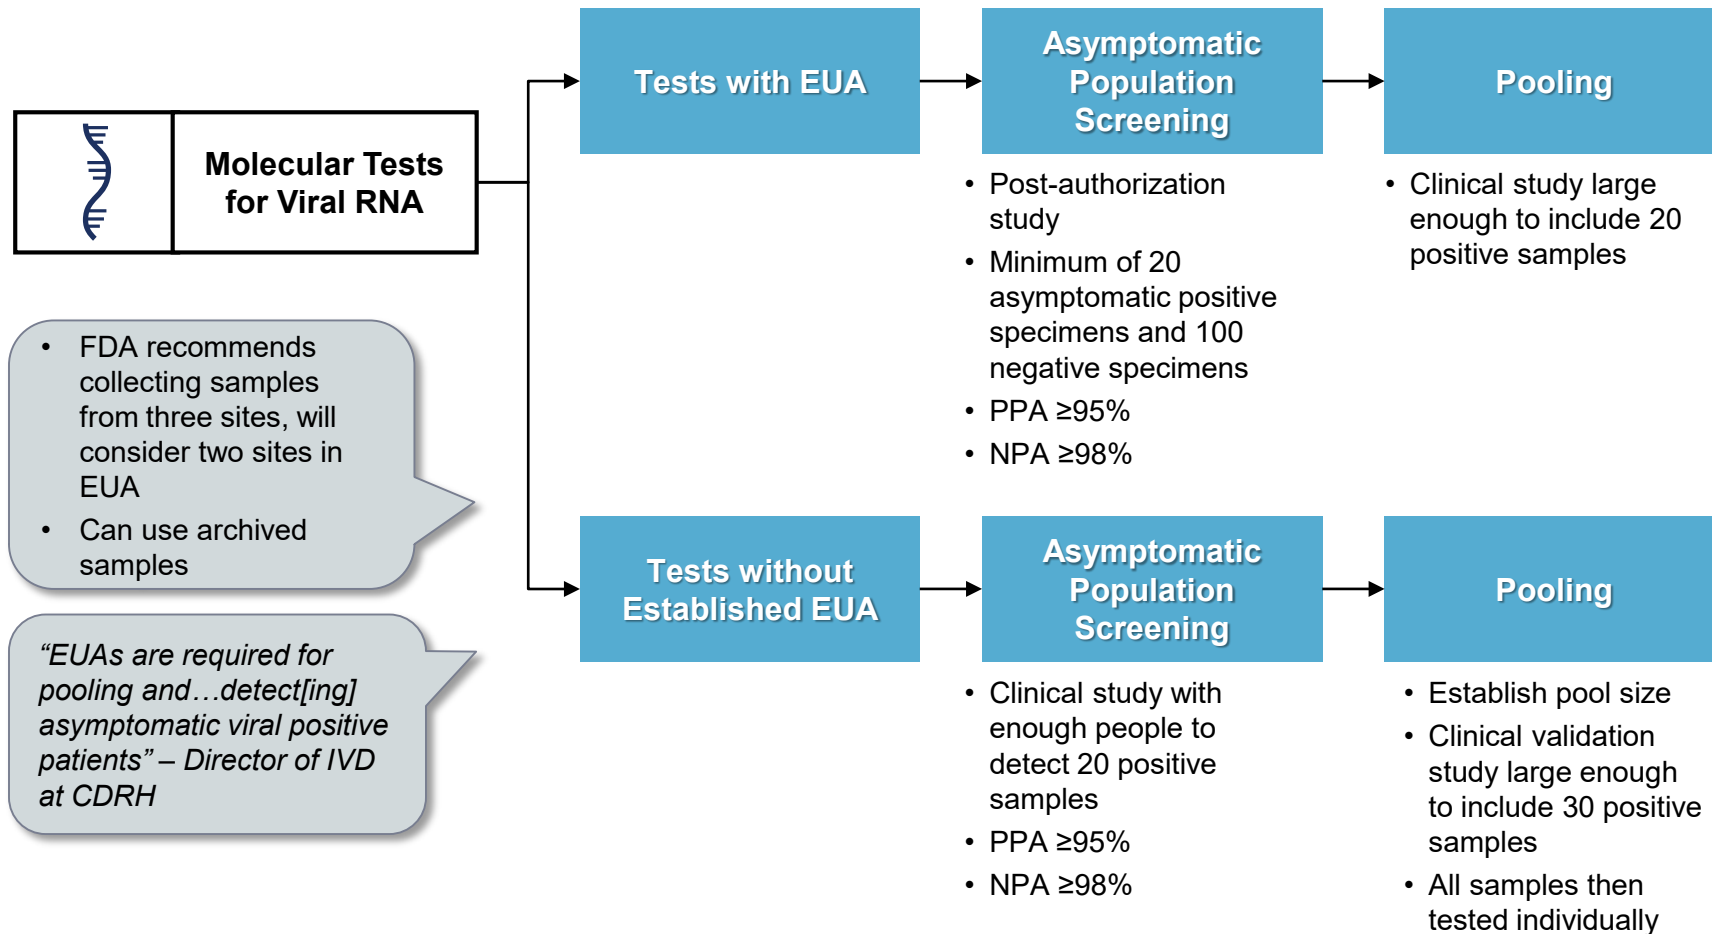 Molecular Tests
for Viral RNA
• FDA recommends
collecting samples
from three sites, will
consider two sites in
EUA
• Can use archived
samples
“EUAs are required for
pooling and…detect[ing]
asymptomatic viral positive
patients” – Director of IVD
at CDRH
Tests with EUA
Asymptomatic
Population
Screening
• Post-authorization
study
• Minimum of 20
asymptomatic positive
specimens and 100
negative specimens
• PPA ≥95%
• NPA ≥98%
Pooling
• Clinical study large
enough to include 20
positive samples
Tests without
Established EUA
Asymptomatic
Population
Screening
• Clinical study with
enough people to
detect 20 positive
samples
• PPA ≥95%
• NPA ≥98%
Pooling
• Establish pool size
• Clinical validation
study large enough
to include 30 positive
samples
• All samples then
tested individually